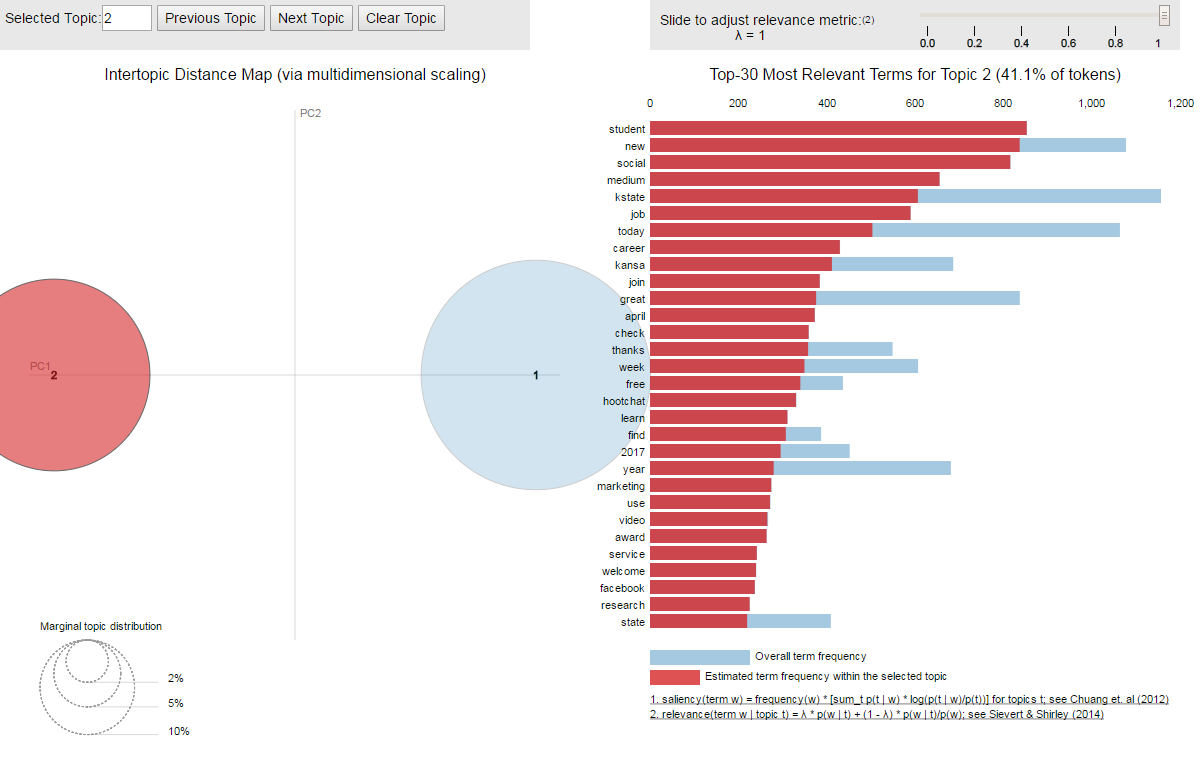 Selected Topic: 2 Previous Topic Next Topic Clear Topic
Slide to adjust relevance metric:(2)
λ = 1
0.0 0.2 0.4 0.6 0.8 1
Intertopic Distance Map (via multidimensional scaling)
PC2
PC1
2
1
Marginal topic distribution
2%
5%
10%
Top-30 Most Relevant Terms for Topic 2 (41.1% of tokens)
0 200 400 600 800 1,000 1,200
student
new
social
medium
kstate
job
today
career
kansa
join
great
april
check
thanks
week
free
hootchat
learn
find
2017
year
marketing
use
video
award
service
welcome
facebook
research
state
Overall term frequency
Estimated term frequency within the selected topic
1. saliency(term w) = frequency(w) * [sum_t p(t | w) * log(p(t | w)/p(t))] for topics t; see Chuang et. al (2012)
2. relevance(term w | topic t) = λ * p(w | t) + (1 - λ) * p(w | t)/p(w); see Sievert & Shirley (2014)